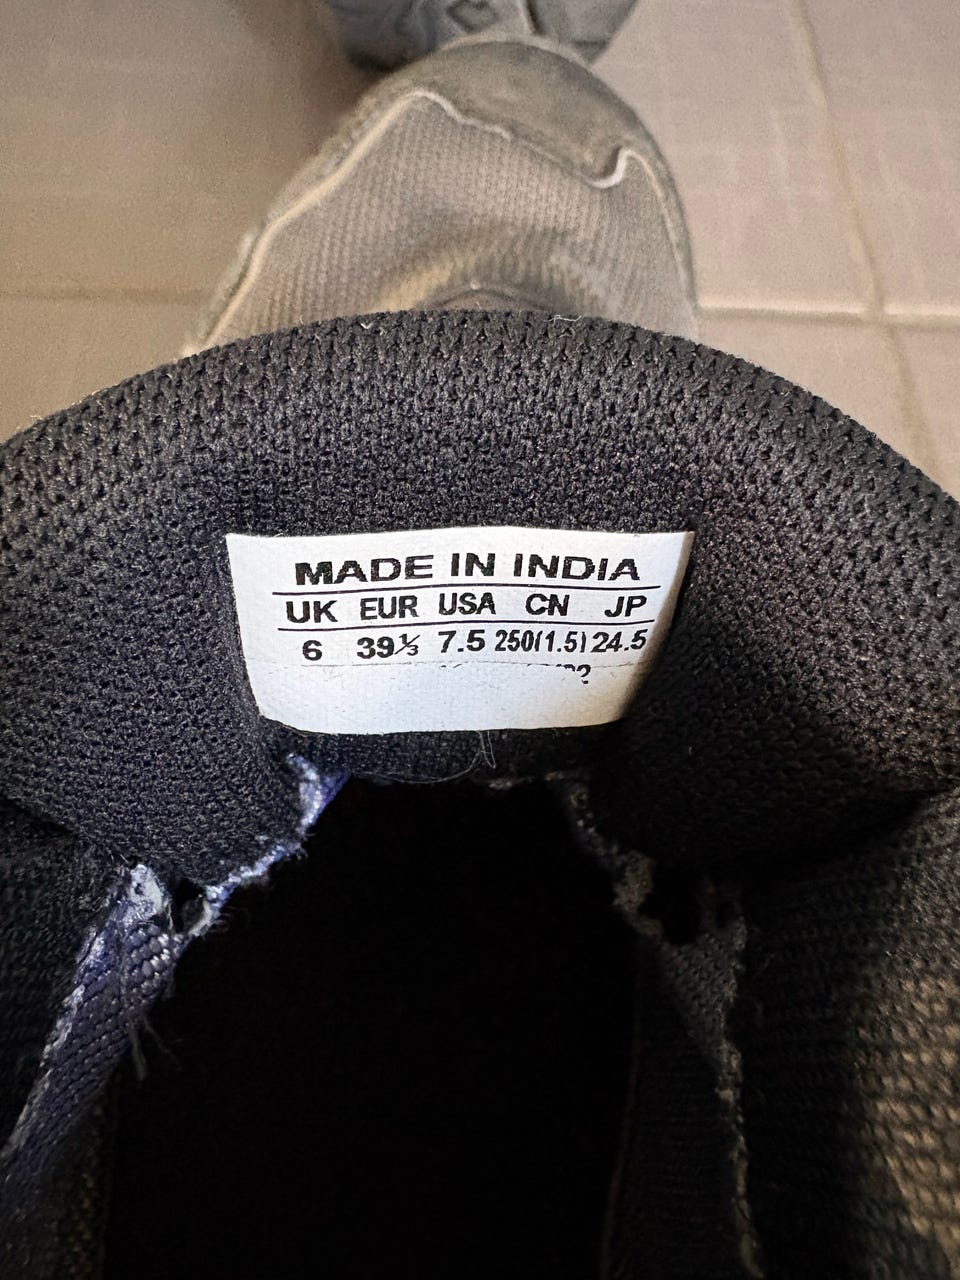 MADE IN INDIA
UK EUR USA CN JP
6 39⅓ 7.5 250(1.5) 24.5